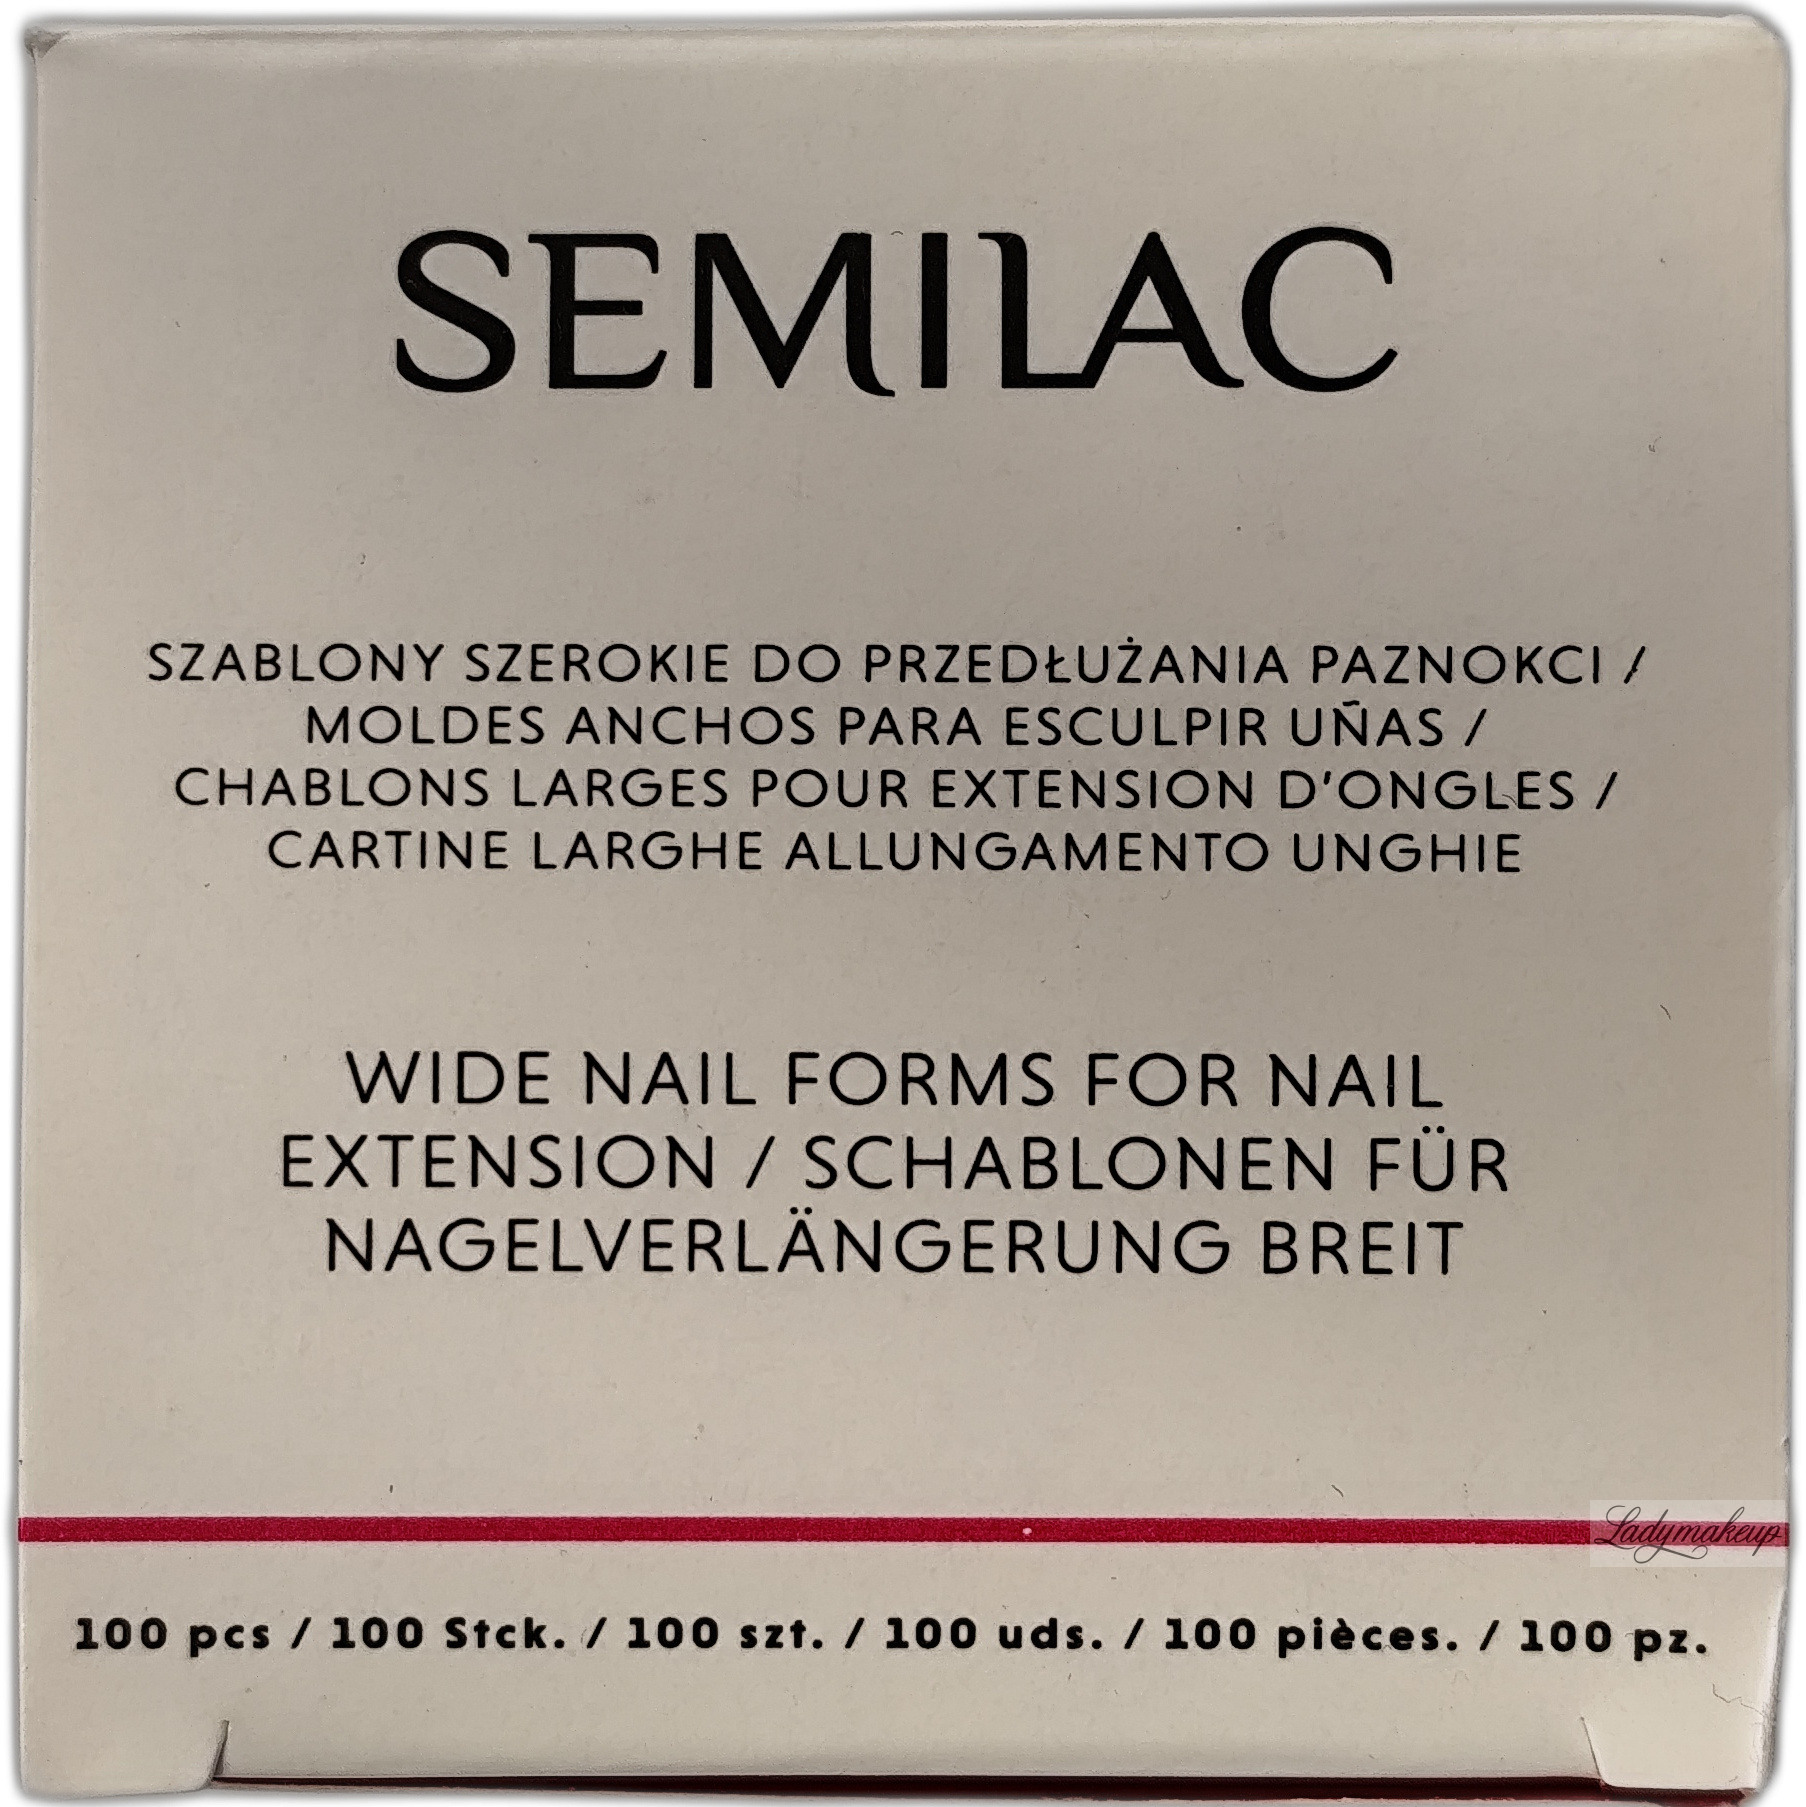 SEMILAC
SZABLONY SZEROKIE DO PRZEDŁUŻANIA PAZNOKCI /
MOLDES ANCHOS PARA ESCULPIR UÑAS /
CHABLONS LARGES POUR EXTENSION D'ONGLES /
CARTINE LARGHE ALLUNGAMENTO UNGHIE
WIDE NAIL FORMS FOR NAIL
EXTENSION / SCHABLONEN FÜR
NAGELVERLÄNGERUNG BREIT
Ladymakeup
100 pcs / 100 Stck. / 100 szt. / 100 uds. / 100 pièces. / 100 pz.